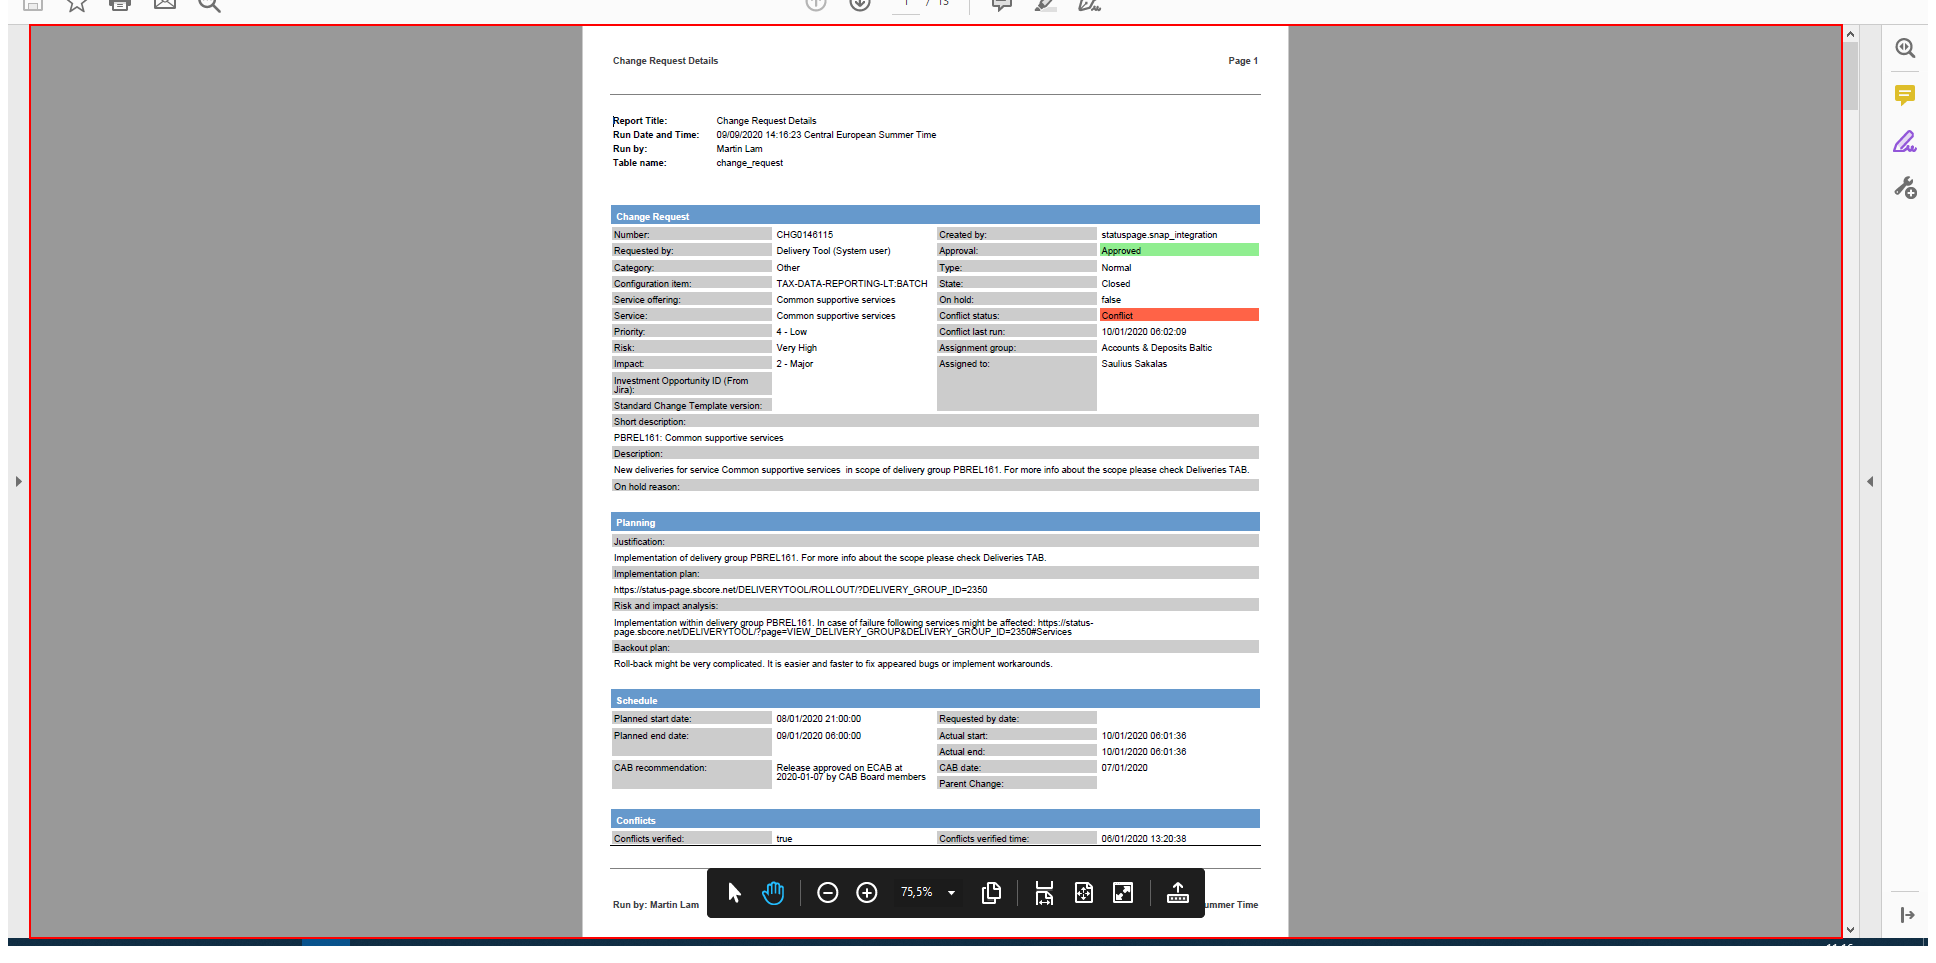 Change Request Details Page 1
Report Title: Change Request Details
Run Date and Time: 09/09/2020 14:16:23 Central European Summer Time
Run by: Martin Lam
Table name: change_request
Change Request
Number: CHG0146115 Created by: statuspage.snap_integration
Requested by: Delivery Tool (System user) Approval: Approved
Category: Other Type: Normal
Configuration item: TAX-DATA-REPORTING-LT:BATCH State: Closed
Service offering: Common supportive services On hold: false
Service: Common supportive services Conflict status: Conflict
Priority: 4 - Low Conflict last run: 10/01/2020 06:02:09
Risk: Very High Assignment group: Accounts & Deposits Baltic
Impact: 2 - Major Assigned to: Saulius Sakalas
Investment Opportunity ID (From
Jira):
Standard Change Template version:
Short description:
PBREL161: Common supportive services
Description:
New deliveries for service Common supportive services in scope of delivery group PBREL161. For more info about the scope please check Deliveries TAB.
On hold reason:
Planning
Justification:
Implementation of delivery group PBREL161. For more info about the scope please check Deliveries TAB.
Implementation plan:
https://status-page.sbcore.net/DELIVERYTOOL/ROLLOUT/?DELIVERY_GROUP_ID=2350
Risk and impact analysis:
Implementation within delivery group PBREL161. In case of failure following services might be affected: https://status-
page.sbcore.net/DELIVERYTOOL/?page=VIEW_DELIVERY_GROUP&DELIVERY_GROUP_ID=2350#Services
Backout plan:
Roll-back might be very complicated. It is easier and faster to fix appeared bugs or implement workarounds.
Schedule
Planned start date: 08/01/2020 21:00:00 Requested by date:
Planned end date: 09/01/2020 06:00:00 Actual start: 10/01/2020 06:01:36
Actual end: 10/01/2020 06:01:36
CAB recommendation: Release approved on ECAB at CAB date: 07/01/2020
2020-01-07 by CAB Board members
Parent Change:
Conflicts
Conflicts verified: true Conflicts verified time: 06/01/2020 13:20:38
75,5%
Run by: Martin Lam ummer Time